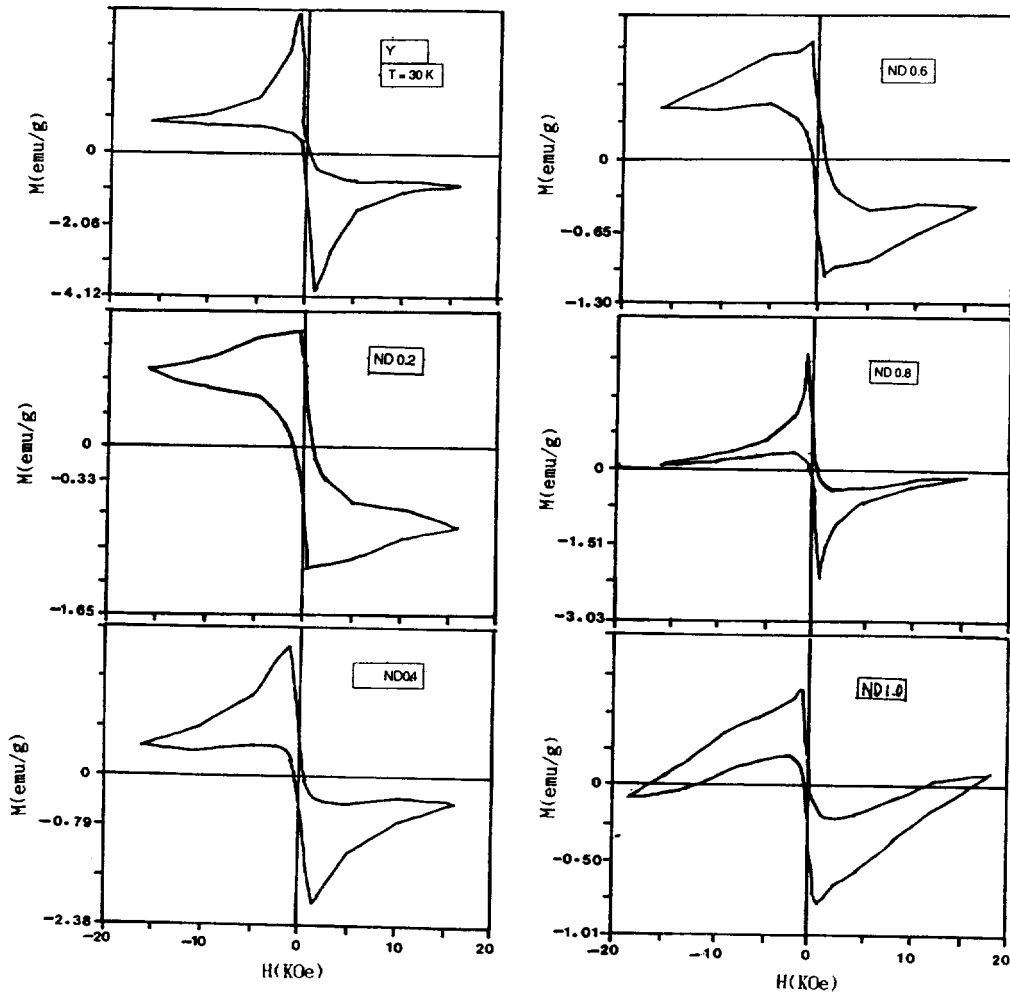 Y
T = 30 K
M(emu/g)
0
-2.06
-4.12
ND 0.2
M(emu/g)
0
-0.33
-1.65
ND0.4
M(emu/g)
0
-0.79
-2.38
-20
-10
0
10
20
H(KOe)
ND 0.6
M(emu/g)
0
-0.65
-1.30
ND 0.8
M(emu/g)
0
-1.51
-3.03
ND 1.0
M(emu/g)
0
-0.50
-1.01
-20
-10
0
10
20
H(KOe)